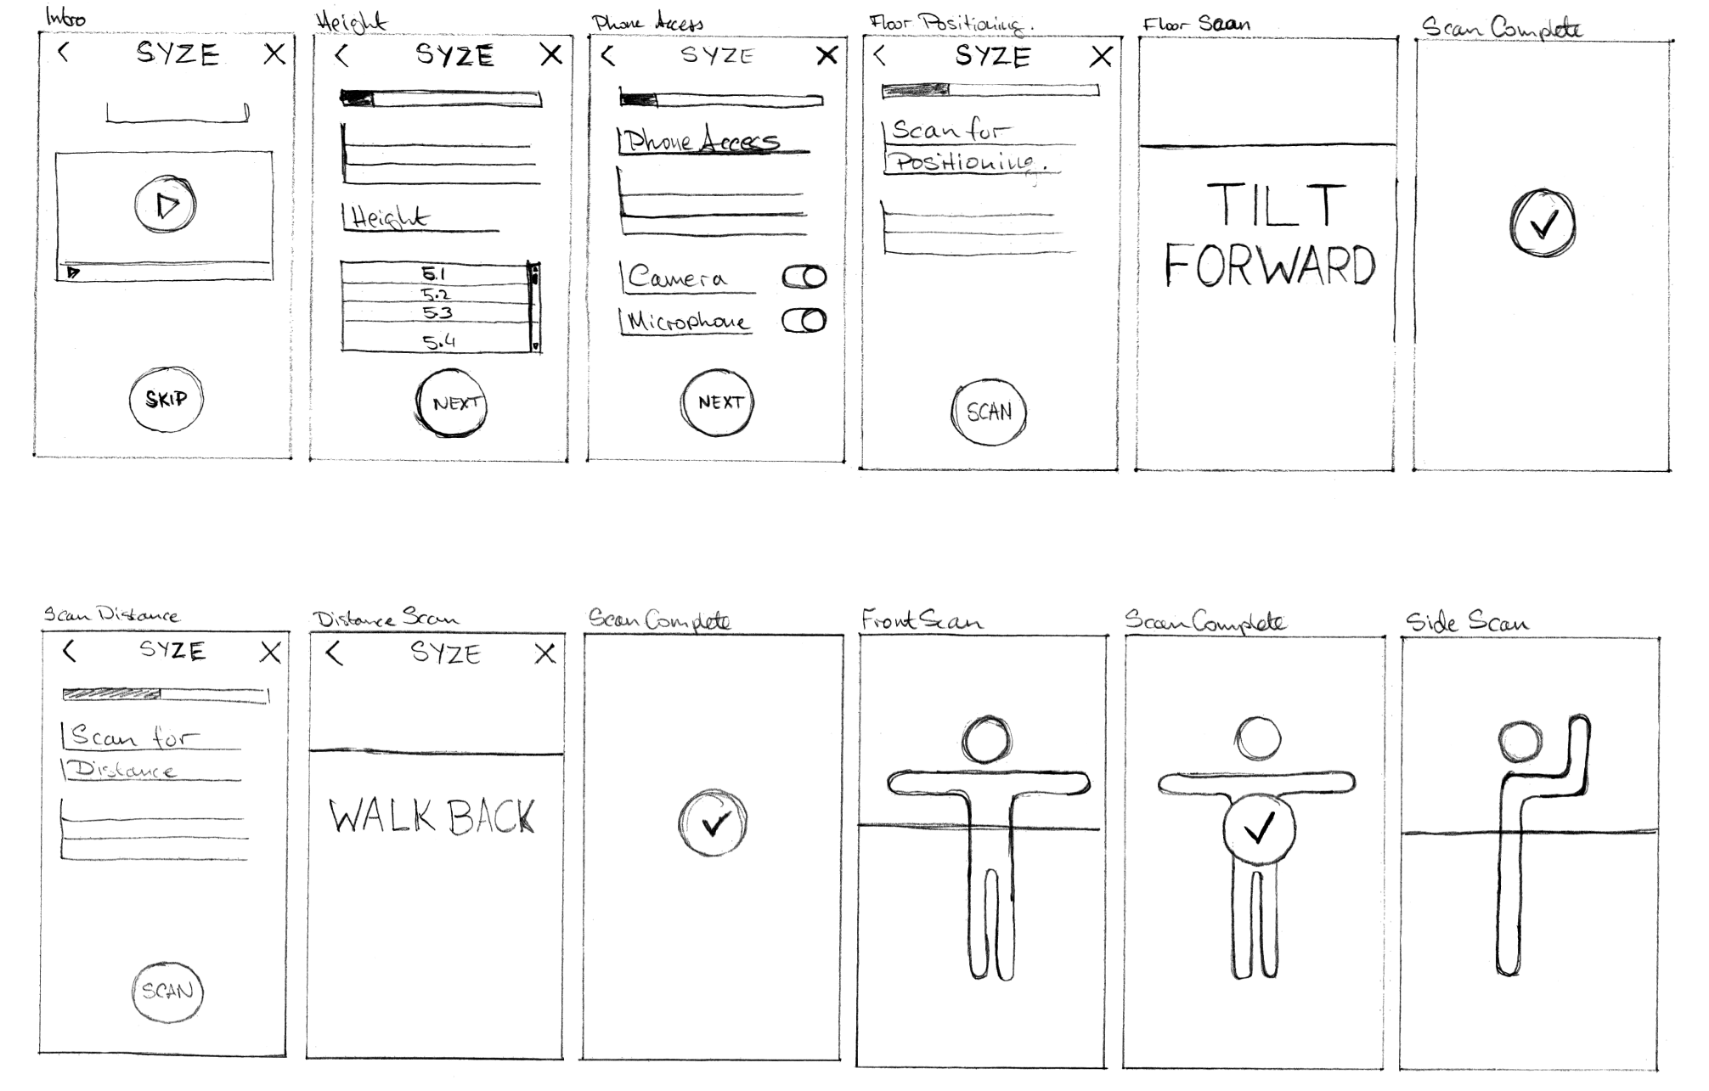 Intro
SYZE
SKIP
Height
SYZE
Height
5.1
5.2
5.3
5.4
NEXT
Phone Access
SYZE
Phone Access
Camera
Microphone
NEXT
Floor Positioning.
SYZE
Scan for
Positioning.
SCAN
Floor Scan
TILT
FORWARD
Scan Complete
Scan Distance
SYZE
Scan for
Distance
SCAN
Distance Scan
SYZE
WALK BACK
Scan Complete
Front Scan
Scan Complete
Side Scan